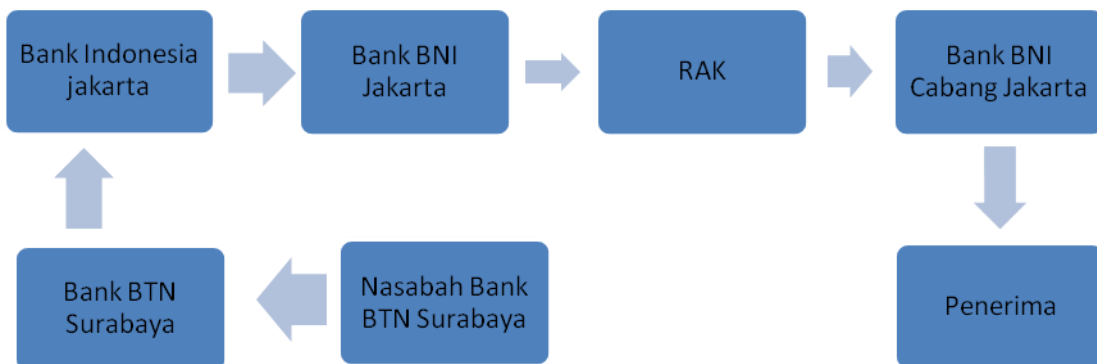 Bank Indonesia
jakarta
Bank BNI
Jakarta
RAK
Bank BNI
Cabang Jakarta
Bank BTN
Surabaya
Nasabah Bank
BTN Surabaya
Penerima